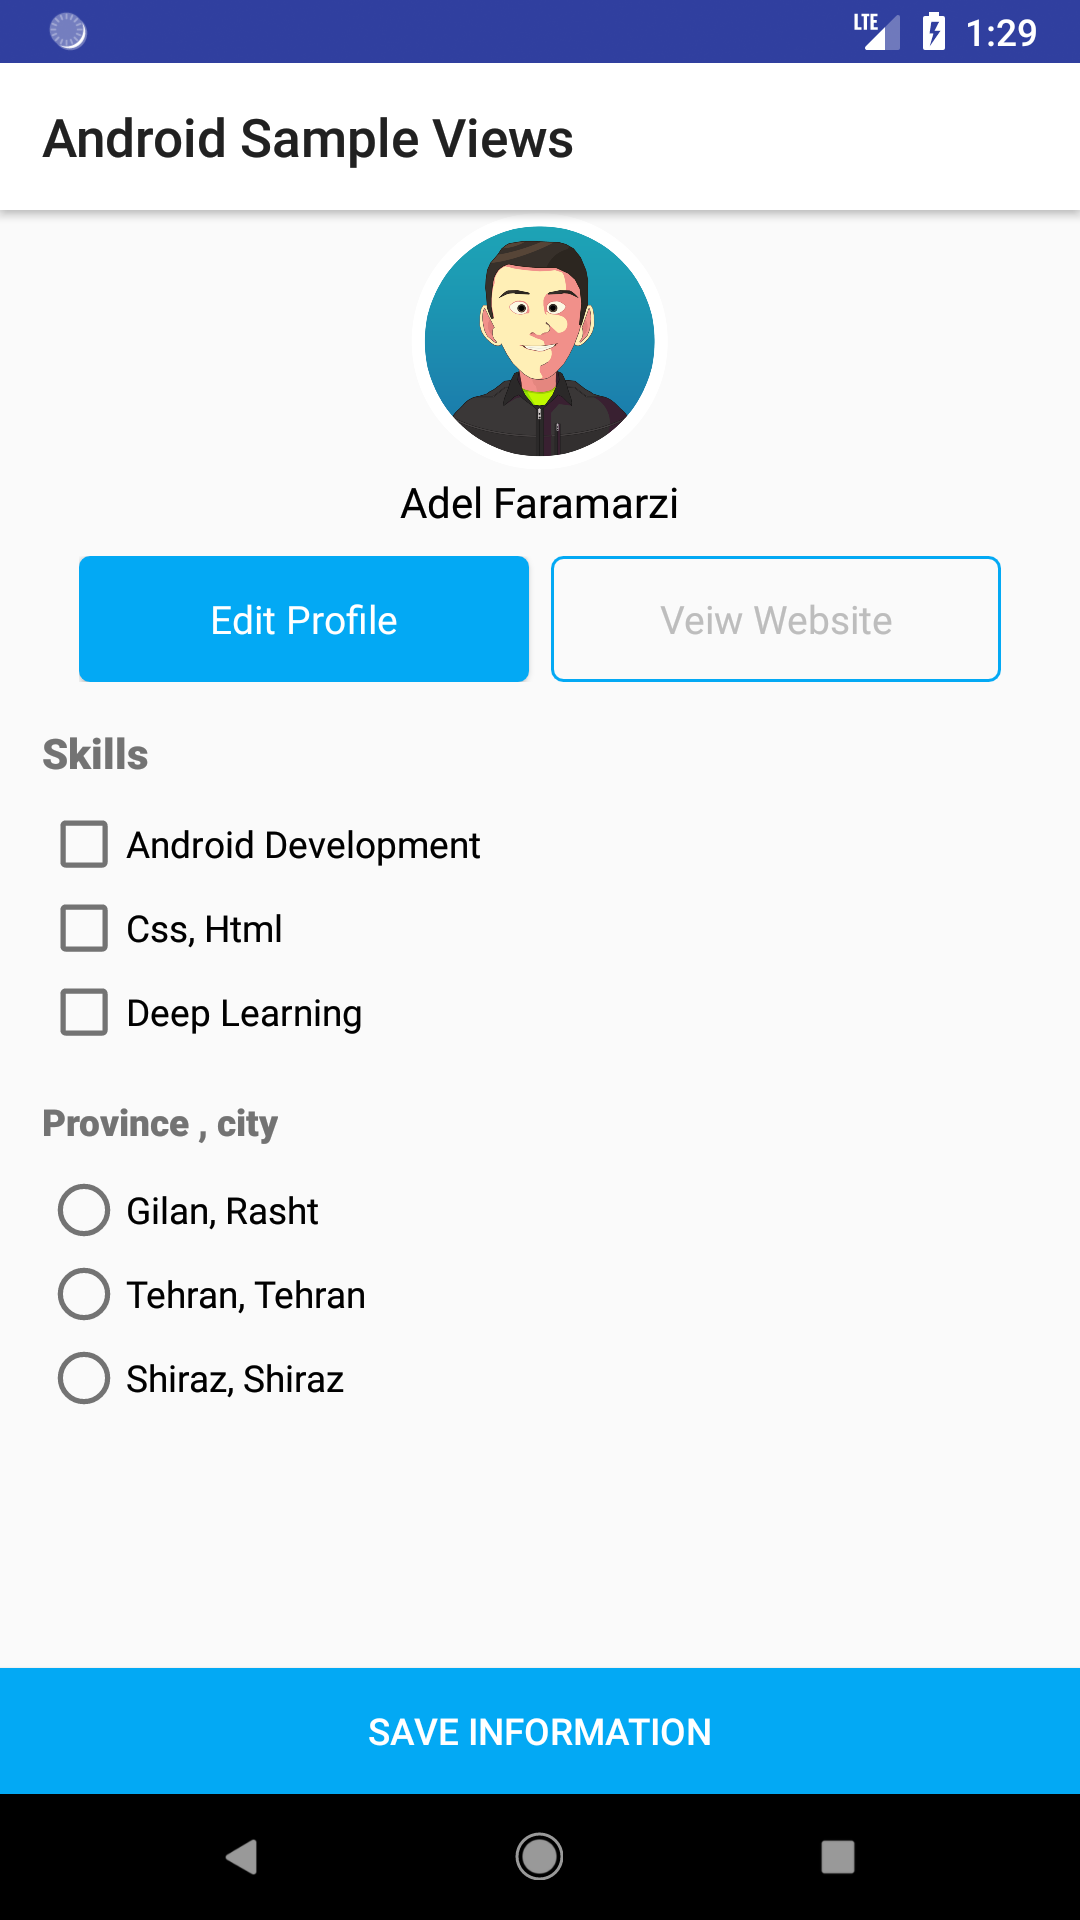 LTE 1:29
Android Sample Views
Adel Faramarzi
Edit Profile
Veiw Website
Skills
Android Development
Css, Html
Deep Learning
Province , city
Gilan, Rasht
Tehran, Tehran
Shiraz, Shiraz
SAVE INFORMATION